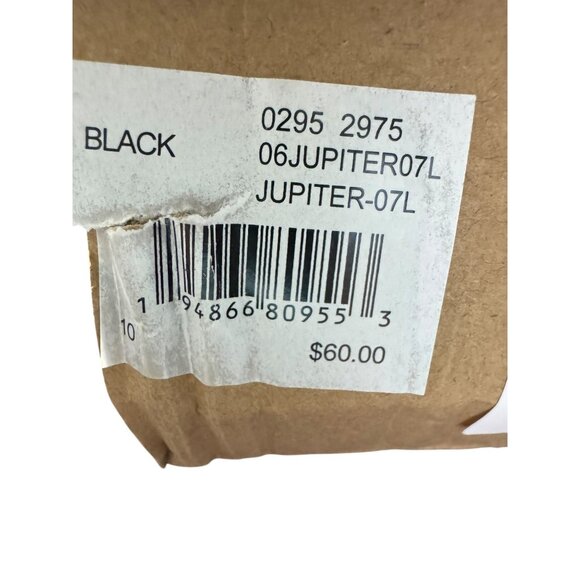 BLACK
0295 2975
06JUPITER07L
JUPITER-07L
1 94866 80955 3
10
$60.00